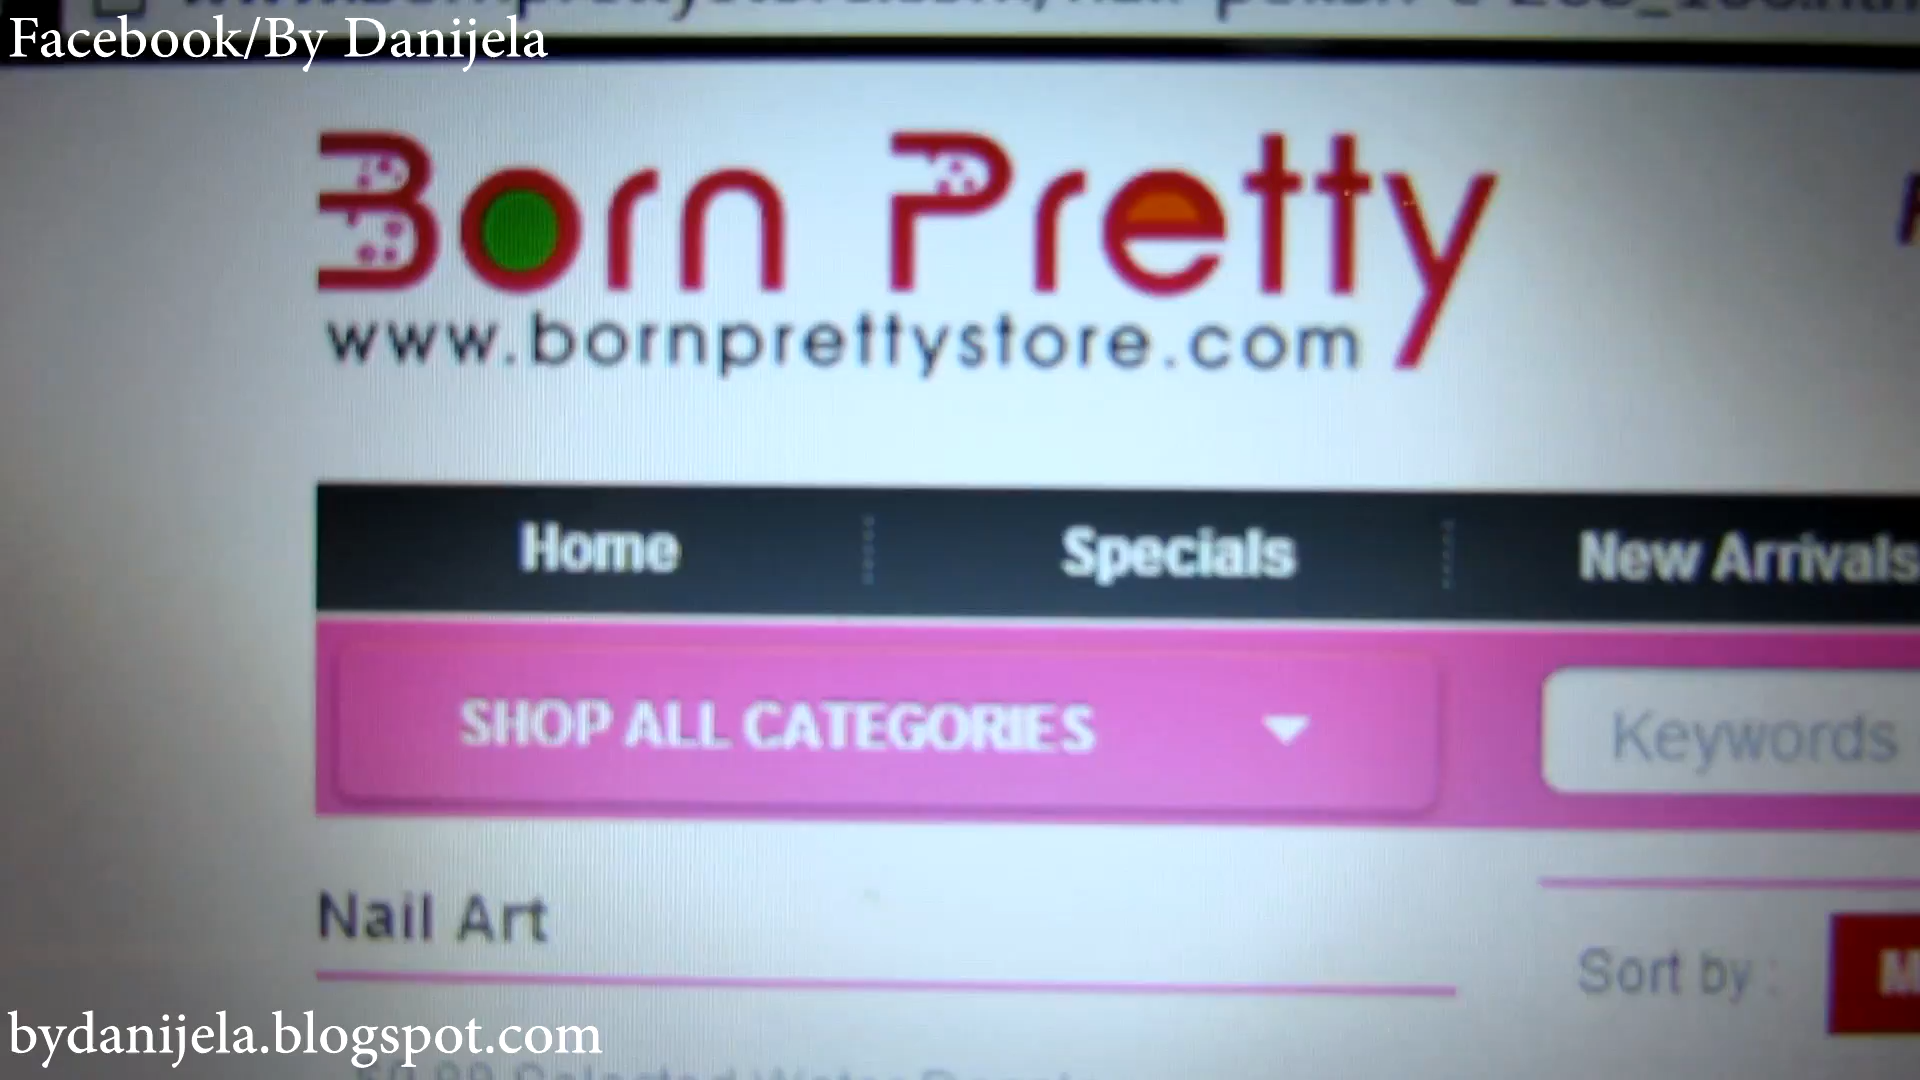 Facebook/By Danijela
Born Pretty
www.bornprettystore.com
Home Specials New Arrivals
SHOP ALL CATEGORIES Keywords
Nail Art
Sort by :
bydanijela.blogspot.com